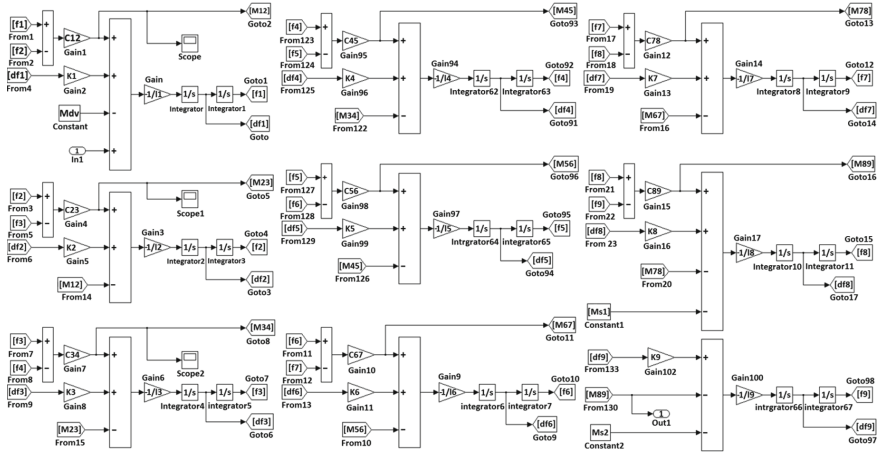 [f1]
From1
[f2]
From2
[df1]
From4
C12
Gain1
K1
Gain2
Mdv
Constant
1
In1
+
−
+
+
−
+
-1/I1
Gain
1/s
Integrator
1/s
Integrator1
Scope
[M12]
Goto2
Goto1
[f1]
[df1]
Goto
[f4]
From123
[f5]
From124
[df4]
From125
C45
Gain95
K4
Gain96
[M34]
From122
+
−
+
+
−
Gain94
-1/I4
1/s
Integrator62
1/s
Integrator63
[M45]
Goto93
Goto92
[f4]
[df4]
Goto91
[f7]
From17
[f8]
From18
[df7]
From19
C78
Gain12
K7
Gain13
[M67]
From16
+
−
+
+
−
Gain14
-1/I7
1/s
Integrator8
1/s
Integrator9
[M78]
Goto13
Goto12
[f7]
[df7]
Goto14
[f2]
From3
[f3]
From5
[df2]
From6
C23
Gain4
K2
Gain5
[M12]
From14
+
−
+
+
−
Gain3
-1/I2
1/s
Integrator2
1/s
Integrator3
Scope1
[M23]
Goto5
Goto4
[f2]
[df2]
Goto3
[f5]
From127
[f6]
From128
[df5]
From129
C56
Gain98
K5
Gain99
[M45]
From126
+
−
+
+
−
Gain97
-1/I5
1/s
Intrgrator64
1/s
integrator65
[M56]
Goto96
Goto95
[f5]
[df5]
Goto94
[f8]
From21
[f9]
From22
[df8]
From 23
C89
Gain15
K8
Gain16
[M78]
From20
[Ms1]
Constant1
+
−
+
+
−
−
Gain17
-1/I8
1/s
Integrator10
1/s
Integrator11
[M89]
Goto16
Goto15
[f8]
[df8]
Goto17
[f3]
From7
[f4]
From8
[df3]
From9
C34
Gain7
K3
Gain8
[M23]
From15
+
−
+
+
−
Gain6
-1/I3
1/s
Integrator4
1/s
integrator5
Scope2
[M34]
Goto8
Goto7
[f3]
[df3]
Goto6
[f6]
From11
[f7]
From12
[df6]
From13
C67
Gain10
K6
Gain11
[M56]
From10
+
−
+
+
−
Gain9
-1/I6
1/s
integrator6
1/s
integrator7
[M67]
Goto11
Goto10
[f6]
[df6]
Goto9
[df9]
From133
K9
Gain102
[M89]
From130
1
Out1
Ms2
Constant2
+
−
−
Gain100
-1/I9
1/s
intrgrator66
1/s
integrator67
Goto98
[f9]
[df9]
Goto97